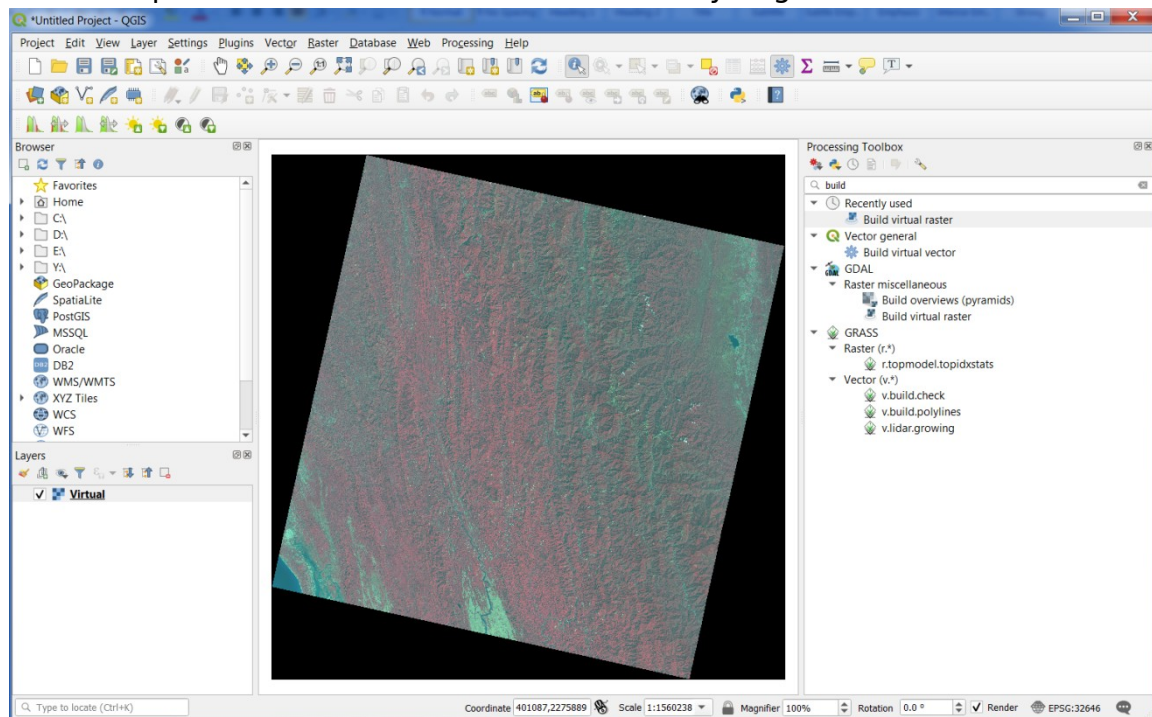 *Untitled Project - QGIS
Project Edit View Layer Settings Plugins Vector Raster Database Web Processing Help
Browser
Favorites
Home
C:\
D:\
E:\
Y:\
GeoPackage
SpatiaLite
PostGIS
MSSQL
Oracle
DB2
WMS/WMTS
XYZ Tiles
WCS
WFS
Layers
Virtual
Processing Toolbox
build
Recently used
Build virtual raster
Vector general
Build virtual vector
GDAL
Raster miscellaneous
Build overviews (pyramids)
Build virtual raster
GRASS
Raster (r.*)
r.topmodel.topidxstats
Vector (v.*)
v.build.check
v.build.polylines
v.lidar.growing
Type to locate (Ctrl+K)
Coordinate 401087,2275889 Scale 1:1560238 Magnifier 100% Rotation 0.0 ° Render EPSG:32646